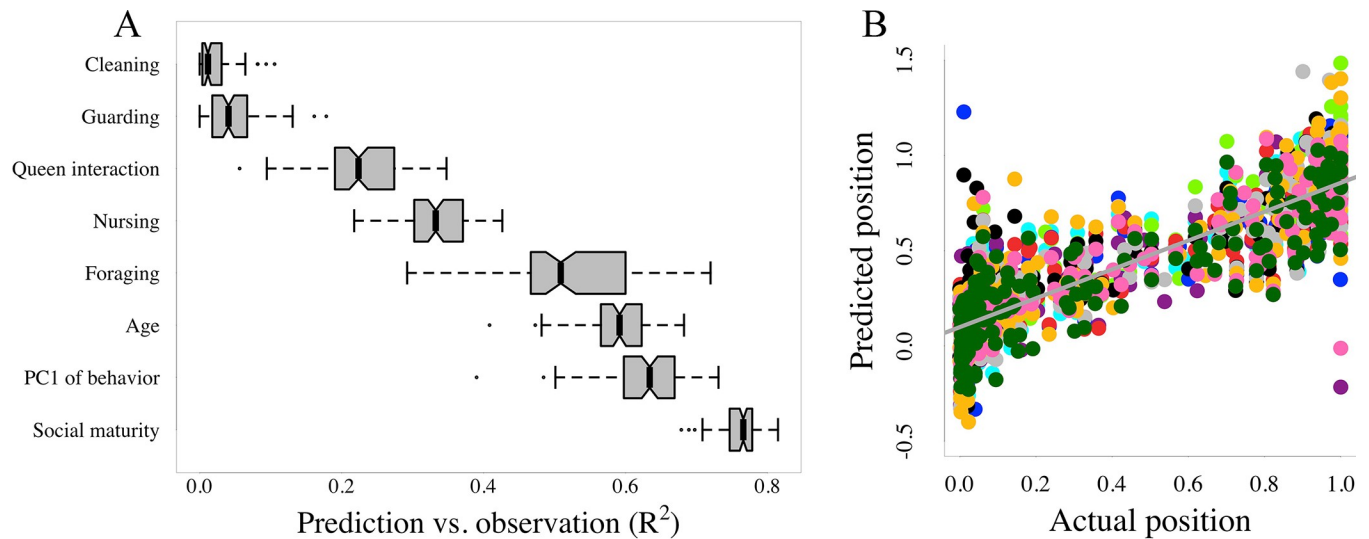 A
Cleaning
Guarding
Queen interaction
Nursing
Foraging
Age
PC1 of behavior
Social maturity
0.0 0.2 0.4 0.6 0.8
Prediction vs. observation (R²)
B
1.5
1.0
0.5
0.0
-0.5
Predicted position
0.0 0.2 0.4 0.6 0.8 1.0
Actual position